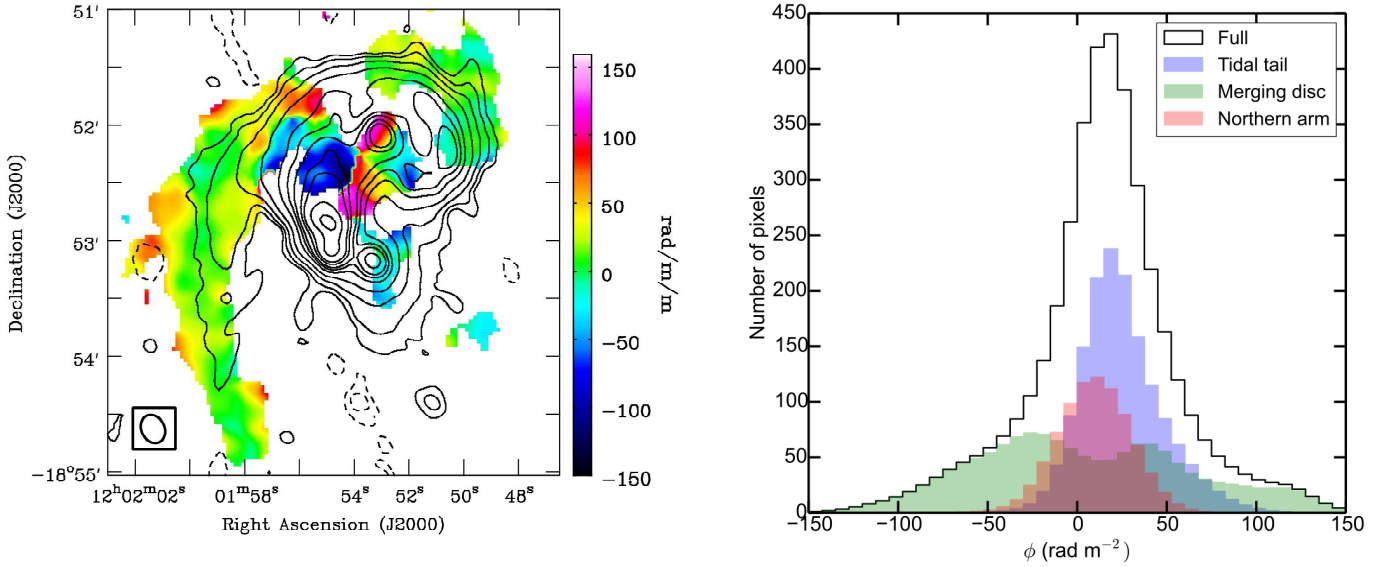 51'
52'
53'
54'
−18°55'
Declination (J2000)
12ʰ02ᵐ02ˢ 01ᵐ58ˢ 54ˢ 52ˢ 50ˢ 48ˢ
Right Ascension (J2000)
150
100
50
0
−50
−100
−150
rad/m/m
450
400
350
300
450
200
150
100
50
0
Number of pixels
Full
Tidal tail
Merging disc
Northern arm
−150 −100 −50 0 50 100 150
ϕ (rad m⁻²)